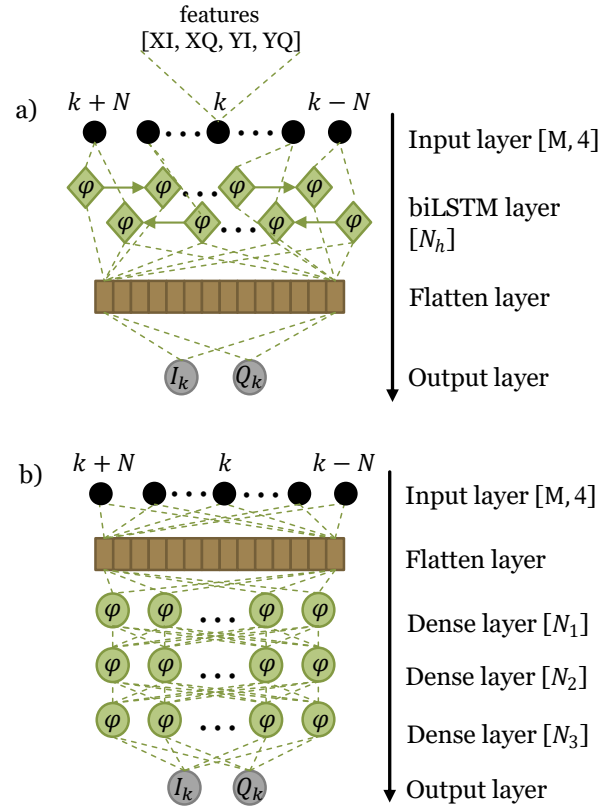 features
[XI, XQ, YI, YQ]
a)
k + N k k − N
Input layer [M, 4]
φ φ ... φ φ
φ φ ... φ φ
biLSTM layer
[N_h]
Flatten layer
I_k Q_k
Output layer
b)
k + N k k − N
Input layer [M, 4]
Flatten layer
φ φ ... φ φ
Dense layer [N_1]
φ φ ... φ φ
Dense layer [N_2]
φ φ ... φ φ
Dense layer [N_3]
I_k Q_k
Output layer